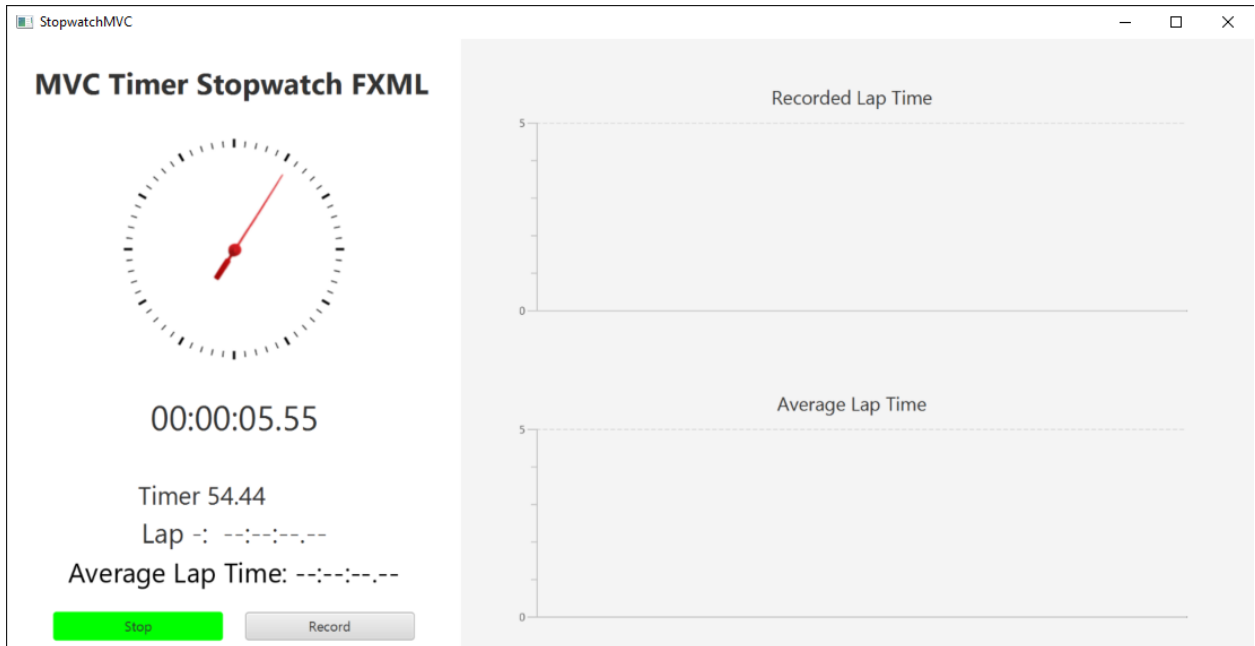 StopwatchMVC
MVC Timer Stopwatch FXML
00:00:05.55
Timer 54.44
Lap -: --:--:--.--
Average Lap Time: --:--:--.--
Stop Record
Recorded Lap Time
5
0
Average Lap Time
5
0